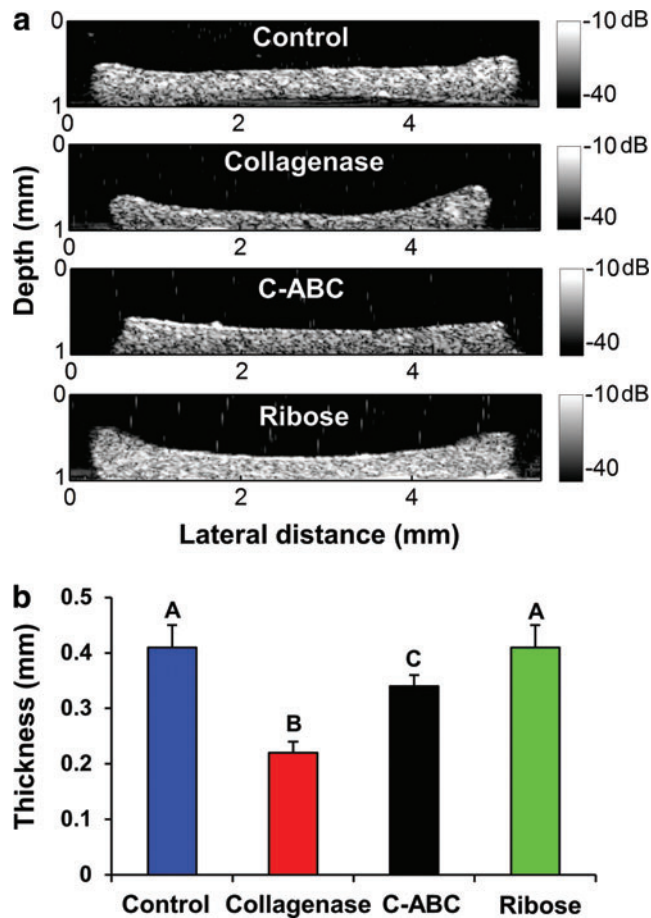 a
0
Control
-10 dB
-40
1
0 2 4
0
Collagenase
-10 dB
-40
1
0 2 4
0
C-ABC
-10 dB
-40
1
0 2 4
0
Ribose
-10 dB
-40
1
0 2 4
Depth (mm)
Lateral distance (mm)
b
Thickness (mm)
0.5
0.4
0.3
0.2
0.1
0
A
B
C
A
Control Collagenase C-ABC Ribose